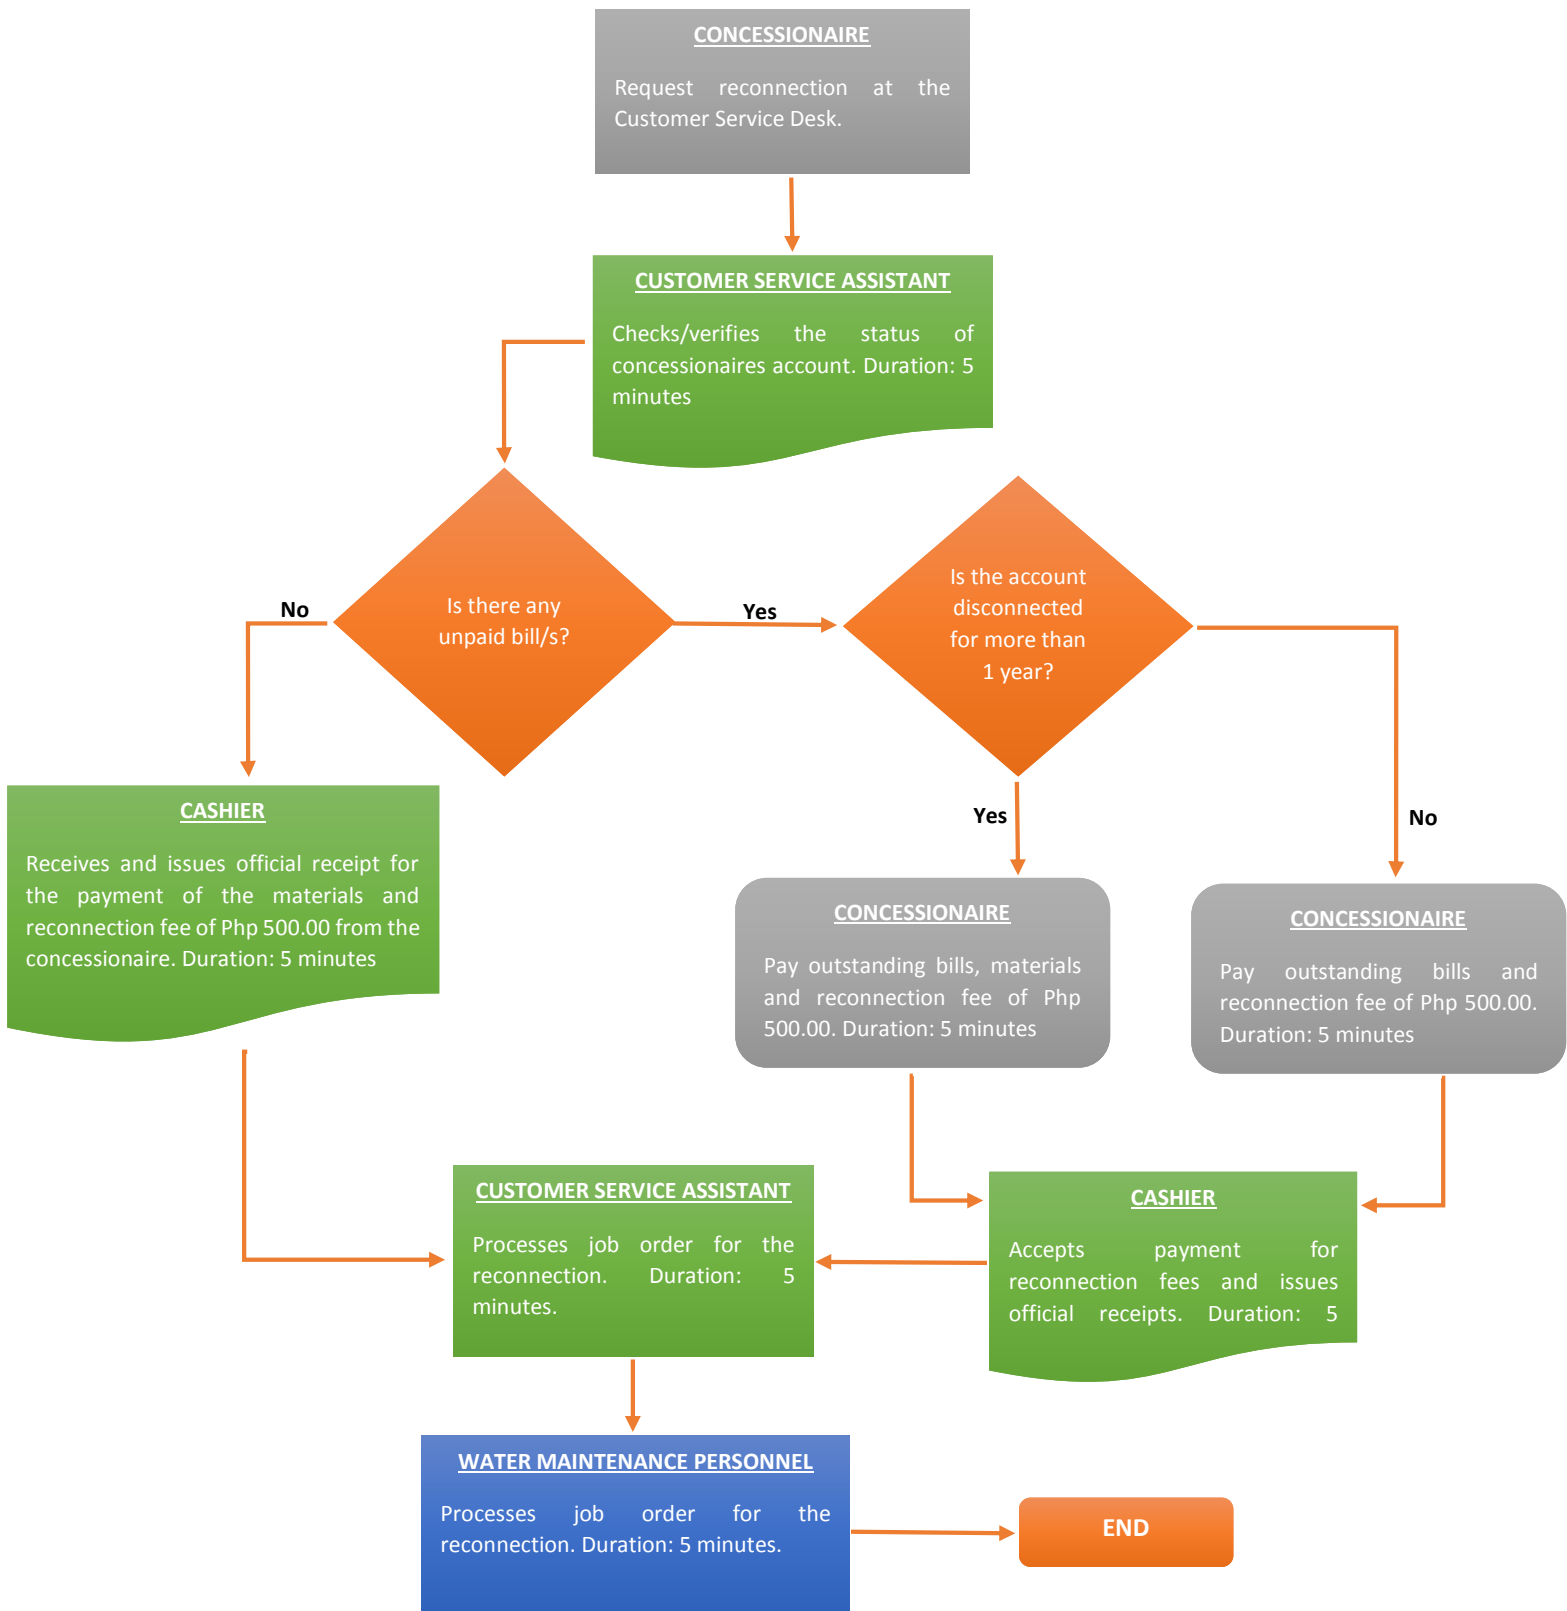 CONCESSIONAIRE
Request reconnection at the
Customer Service Desk.
CUSTOMER SERVICE ASSISTANT
Checks/verifies the status of
concessionaires account. Duration: 5
minutes
Is there any
unpaid bill/s?
No
Yes
Is the account
disconnected
for more than
1 year?
Yes
No
CASHIER
Receives and issues official receipt for
the payment of the materials and
reconnection fee of Php 500.00 from the
concessionaire. Duration: 5 minutes
CONCESSIONAIRE
Pay outstanding bills, materials
and reconnection fee of Php
500.00. Duration: 5 minutes
CONCESSIONAIRE
Pay outstanding bills and
reconnection fee of Php 500.00.
Duration: 5 minutes
CUSTOMER SERVICE ASSISTANT
Processes job order for the
reconnection. Duration: 5
minutes.
CASHIER
Accepts payment for
reconnection fees and issues
official receipts. Duration: 5
WATER MAINTENANCE PERSONNEL
Processes job order for the
reconnection. Duration: 5 minutes.
END